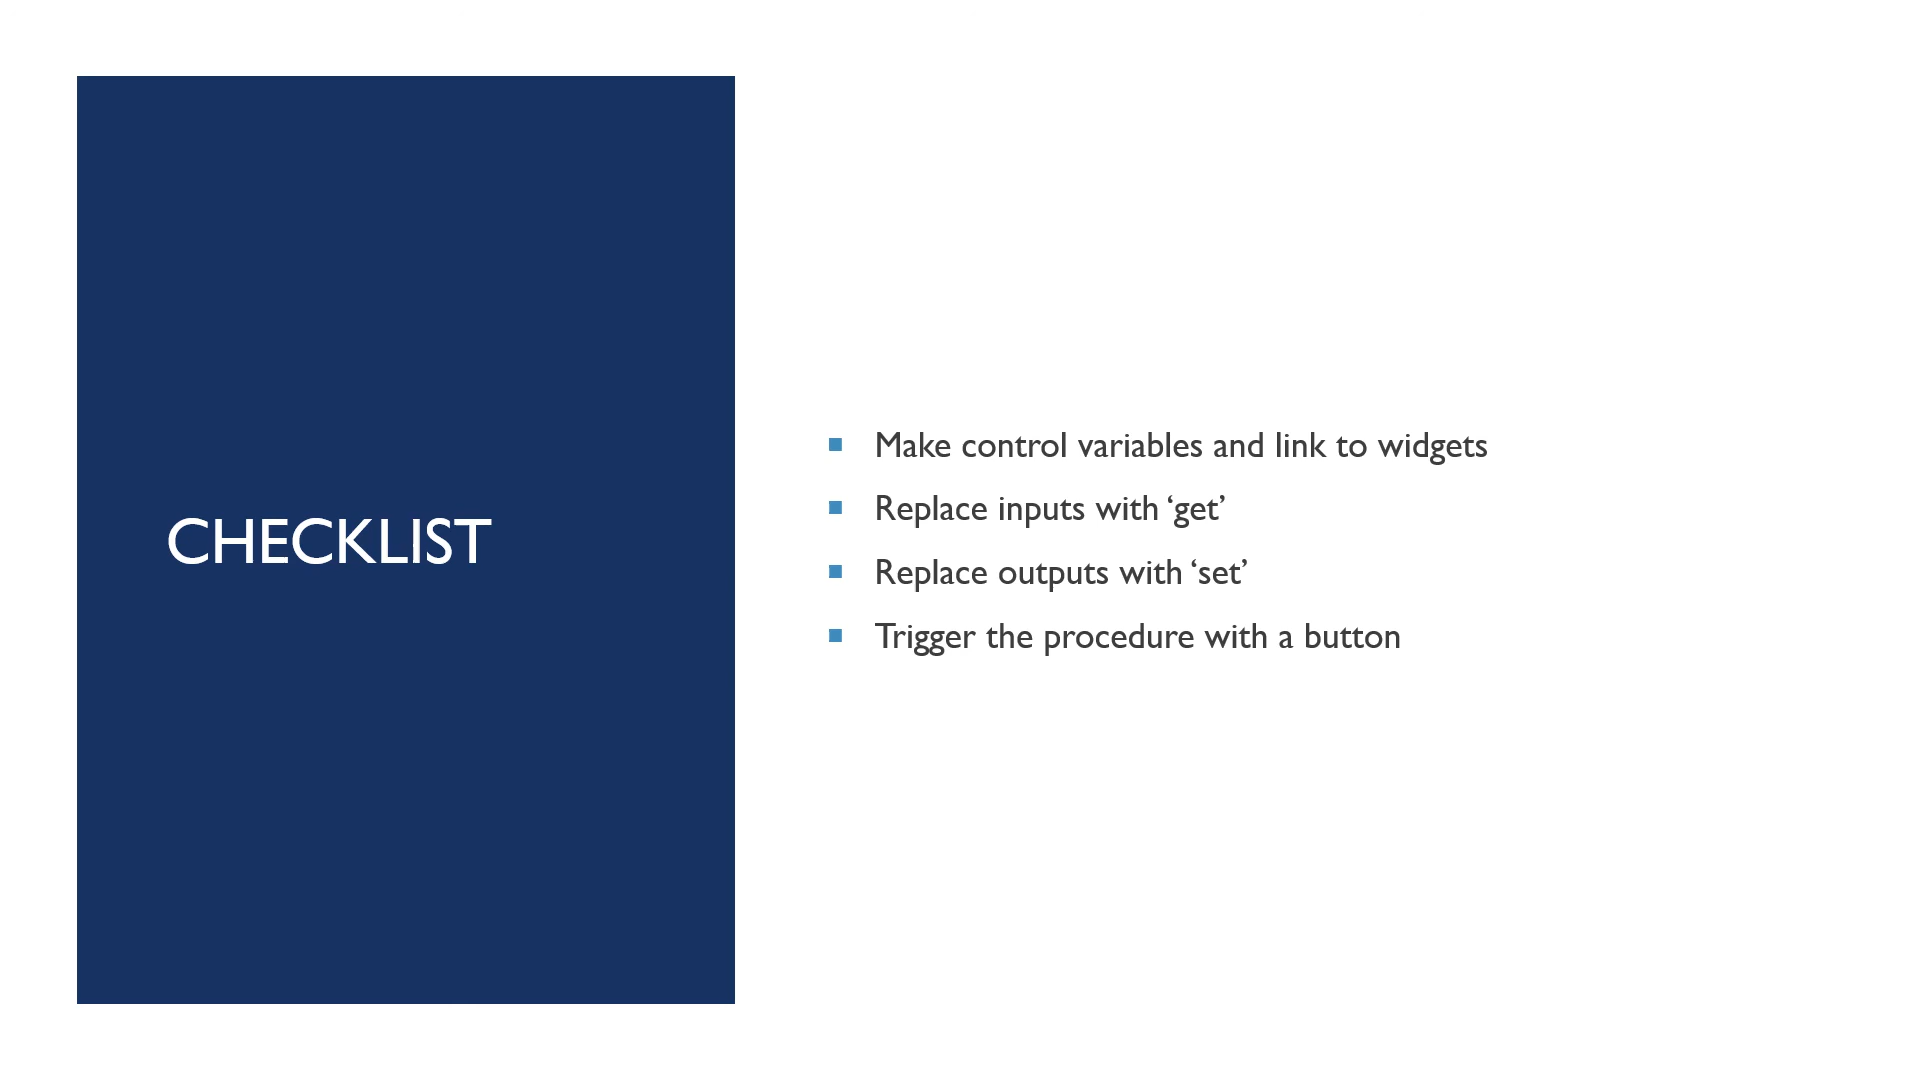 CHECKLIST
Make control variables and link to widgets
Replace inputs with ‘get’
Replace outputs with ‘set’
Trigger the procedure with a button